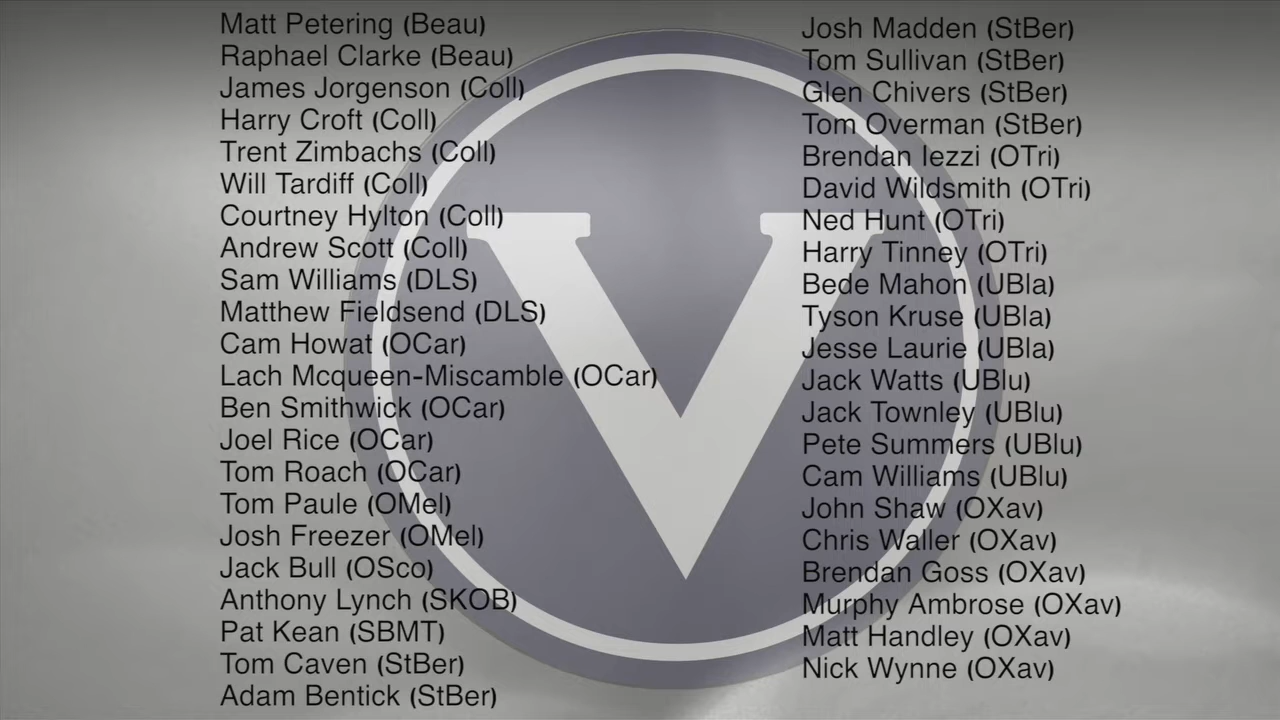 Matt Petering (Beau)
Raphael Clarke (Beau)
James Jorgenson (Coll)
Harry Croft (Coll)
Trent Zimbachs (Coll)
Will Tardiff (Coll)
Courtney Hylton (Coll)
Andrew Scott (Coll)
Sam Williams (DLS)
Matthew Fieldsend (DLS)
Cam Howat (OCar)
Lach Mcqueen-Miscamble (OCar)
Ben Smithwick (OCar)
Joel Rice (OCar)
Tom Roach (OCar)
Tom Paule (OMel)
Josh Freezer (OMel)
Jack Bull (OSco)
Anthony Lynch (SKOB)
Pat Kean (SBMT)
Tom Caven (StBer)
Adam Bentick (StBer)
Josh Madden (StBer)
Tom Sullivan (StBer)
Glen Chivers (StBer)
Tom Overman (StBer)
Brendan Iezzi (OTri)
David Wildsmith (OTri)
Ned Hunt (OTri)
Harry Tinney (OTri)
Bede Mahon (UBla)
Tyson Kruse (UBla)
Jesse Laurie (UBla)
Jack Watts (UBlu)
Jack Townley (UBlu)
Pete Summers (UBlu)
Cam Williams (UBlu)
John Shaw (OXav)
Chris Waller (OXav)
Brendan Goss (OXav)
Murphy Ambrose (OXav)
Matt Handley (OXav)
Nick Wynne (OXav)
V